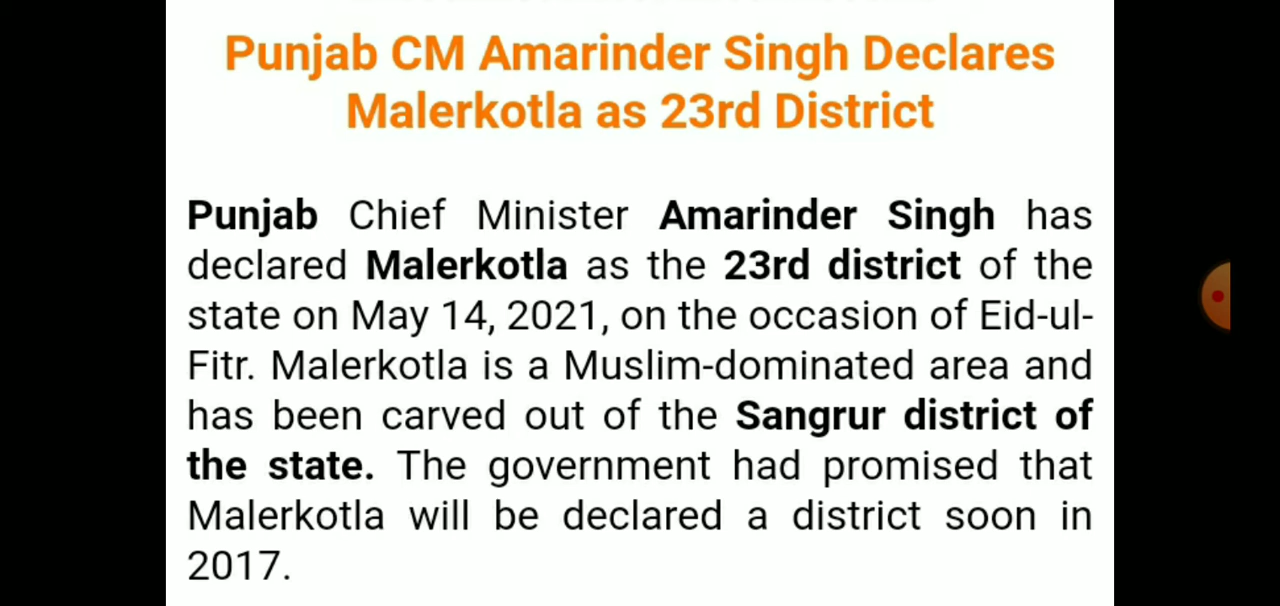 Punjab CM Amarinder Singh Declares
Malerkotla as 23rd District
Punjab Chief Minister Amarinder Singh has
declared Malerkotla as the 23rd district of the
state on May 14, 2021, on the occasion of Eid-ul-
Fitr. Malerkotla is a Muslim-dominated area and
has been carved out of the Sangrur district of
the state. The government had promised that
Malerkotla will be declared a district soon in
2017.